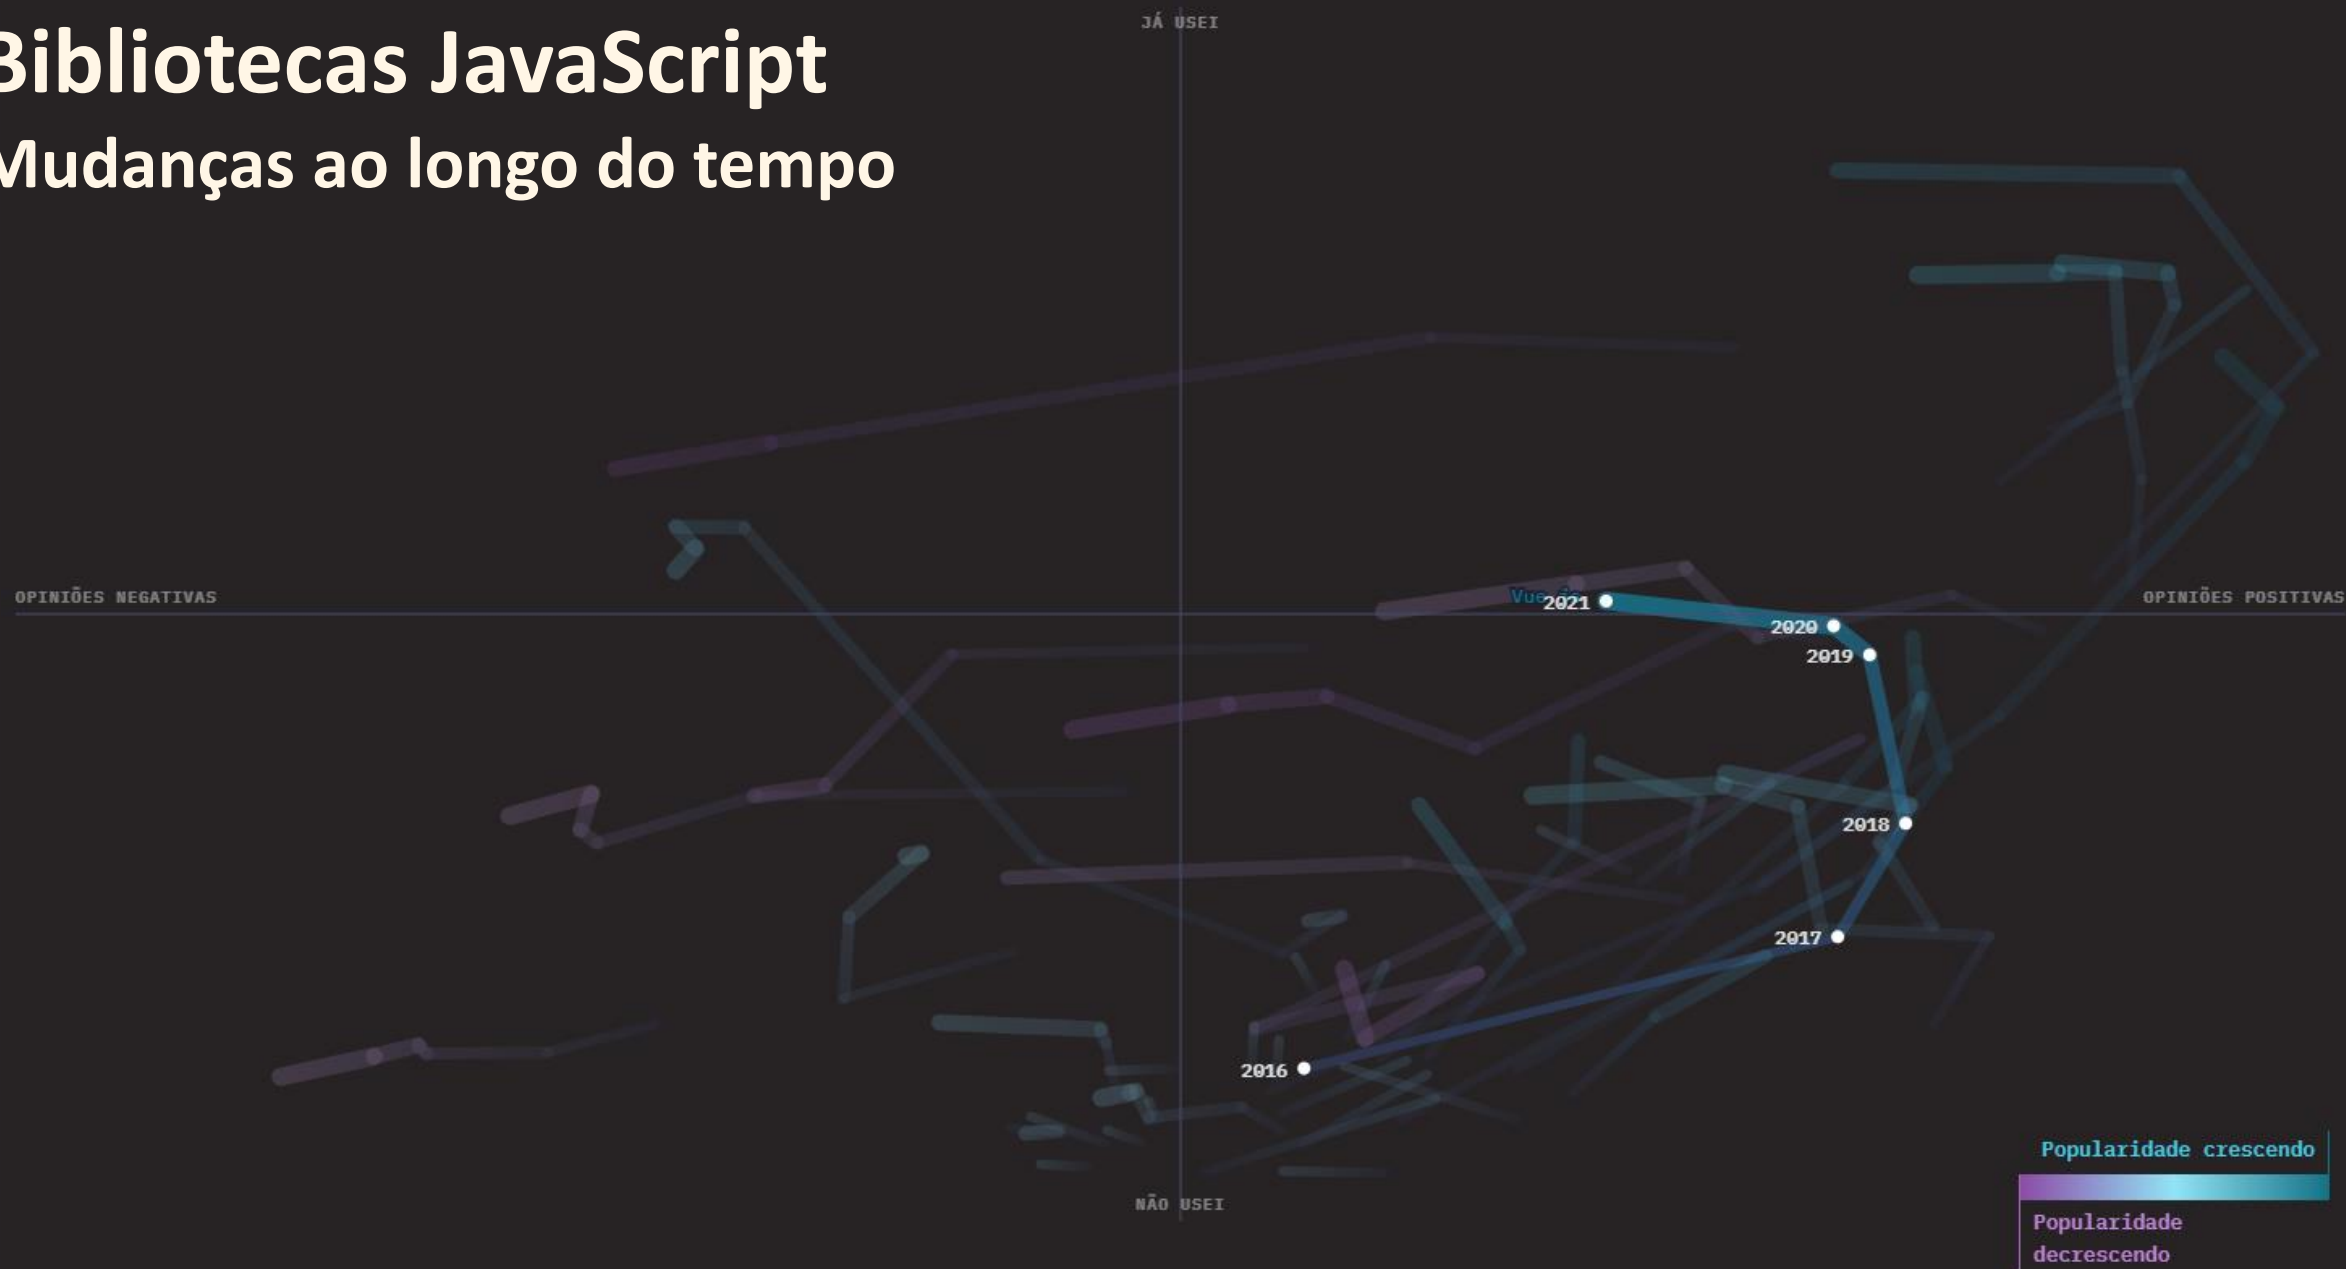 Bibliotecas JavaScript
Mudanças ao longo do tempo
JÁ USEI
OPINIÕES NEGATIVAS
OPINIÕES POSITIVAS
2021
2020
2019
2018
2017
2016
NÃO USEI
Popularidade crescendo
Popularidade
decrescendo